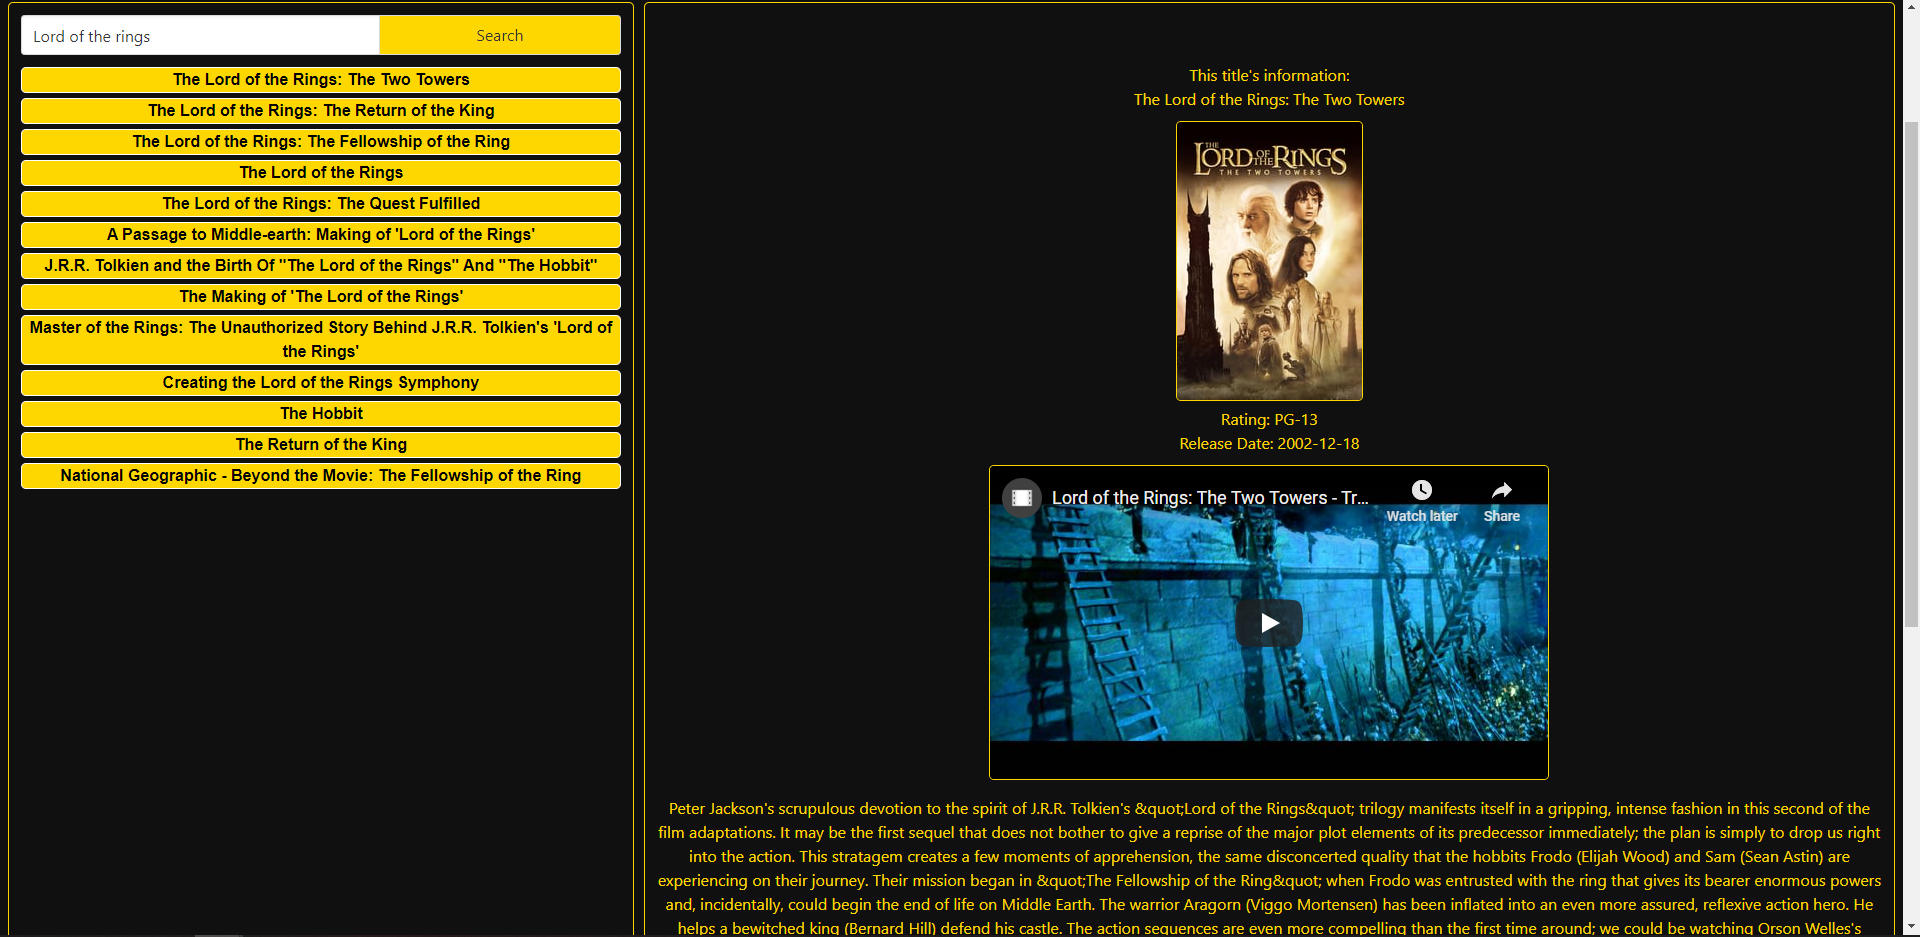 Lord of the rings
Search
The Lord of the Rings: The Two Towers
The Lord of the Rings: The Return of the King
The Lord of the Rings: The Fellowship of the Ring
The Lord of the Rings
The Lord of the Rings: The Quest Fulfilled
A Passage to Middle-earth: Making of 'Lord of the Rings'
J.R.R. Tolkien and the Birth Of "The Lord of the Rings" And "The Hobbit"
The Making of 'The Lord of the Rings'
Master of the Rings: The Unauthorized Story Behind J.R.R. Tolkien's 'Lord of
the Rings'
Creating the Lord of the Rings Symphony
The Hobbit
The Return of the King
National Geographic - Beyond the Movie: The Fellowship of the Ring
This title's information:
The Lord of the Rings: The Two Towers
THE LORD OF THE RINGS
THE TWO TOWERS
Rating: PG-13
Release Date: 2002-12-18
Lord of the Rings: The Two Towers - Tr...
Watch later
Share
Peter Jackson's scrupulous devotion to the spirit of J.R.R. Tolkien's &quot;Lord of the Rings&quot; trilogy manifests itself in a gripping, intense fashion in this second of the
film adaptations. It may be the first sequel that does not bother to give a reprise of the major plot elements of its predecessor immediately; the plan is simply to drop us right
into the action. This stratagem creates a few moments of apprehension, the same disconcerted quality that the hobbits Frodo (Elijah Wood) and Sam (Sean Astin) are
experiencing on their journey. Their mission began in &quot;The Fellowship of the Ring&quot; when Frodo was entrusted with the ring that gives its bearer enormous powers
and, incidentally, could begin the end of life on Middle Earth. The warrior Aragorn (Viggo Mortensen) has been inflated into an even more assured, reflexive action hero. He
helps a bewitched king (Bernard Hill) defend his castle. The action sequences are even more compelling than the first time around; we could be watching Orson Welles's